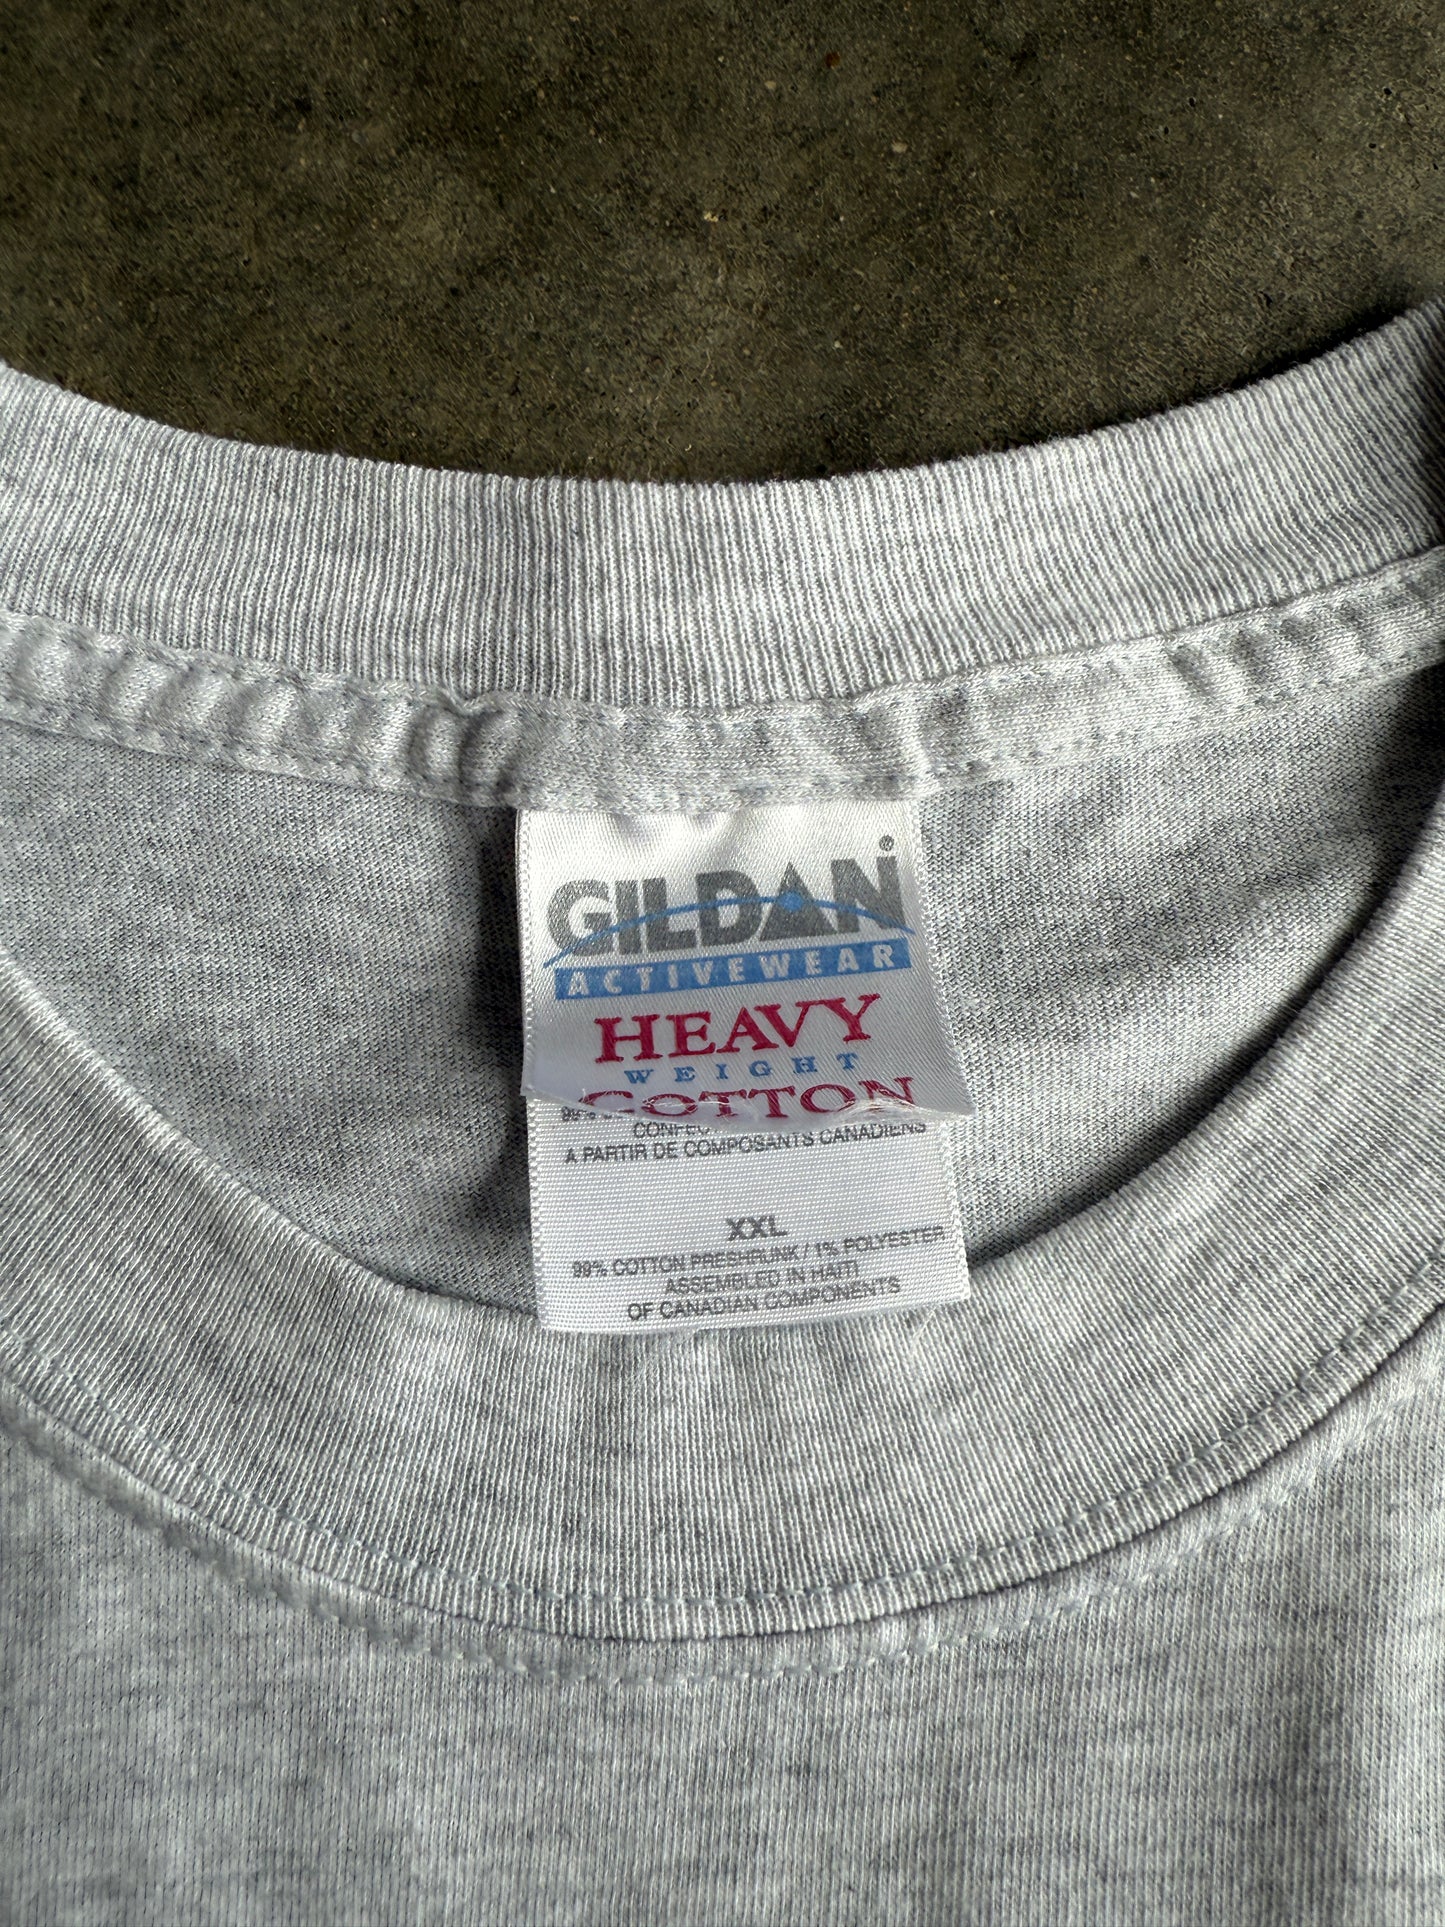 GILDAN®
ACTIVEWEAR
HEAVY
WEIGHT
COTTON
99%
A PARTIR DE COMPOSANTS CANADIENS
XXL
99% COTTON PRESHRUNK / 1% POLYESTER
ASSEMBLED IN HAITI
OF CANADIAN COMPONENTS